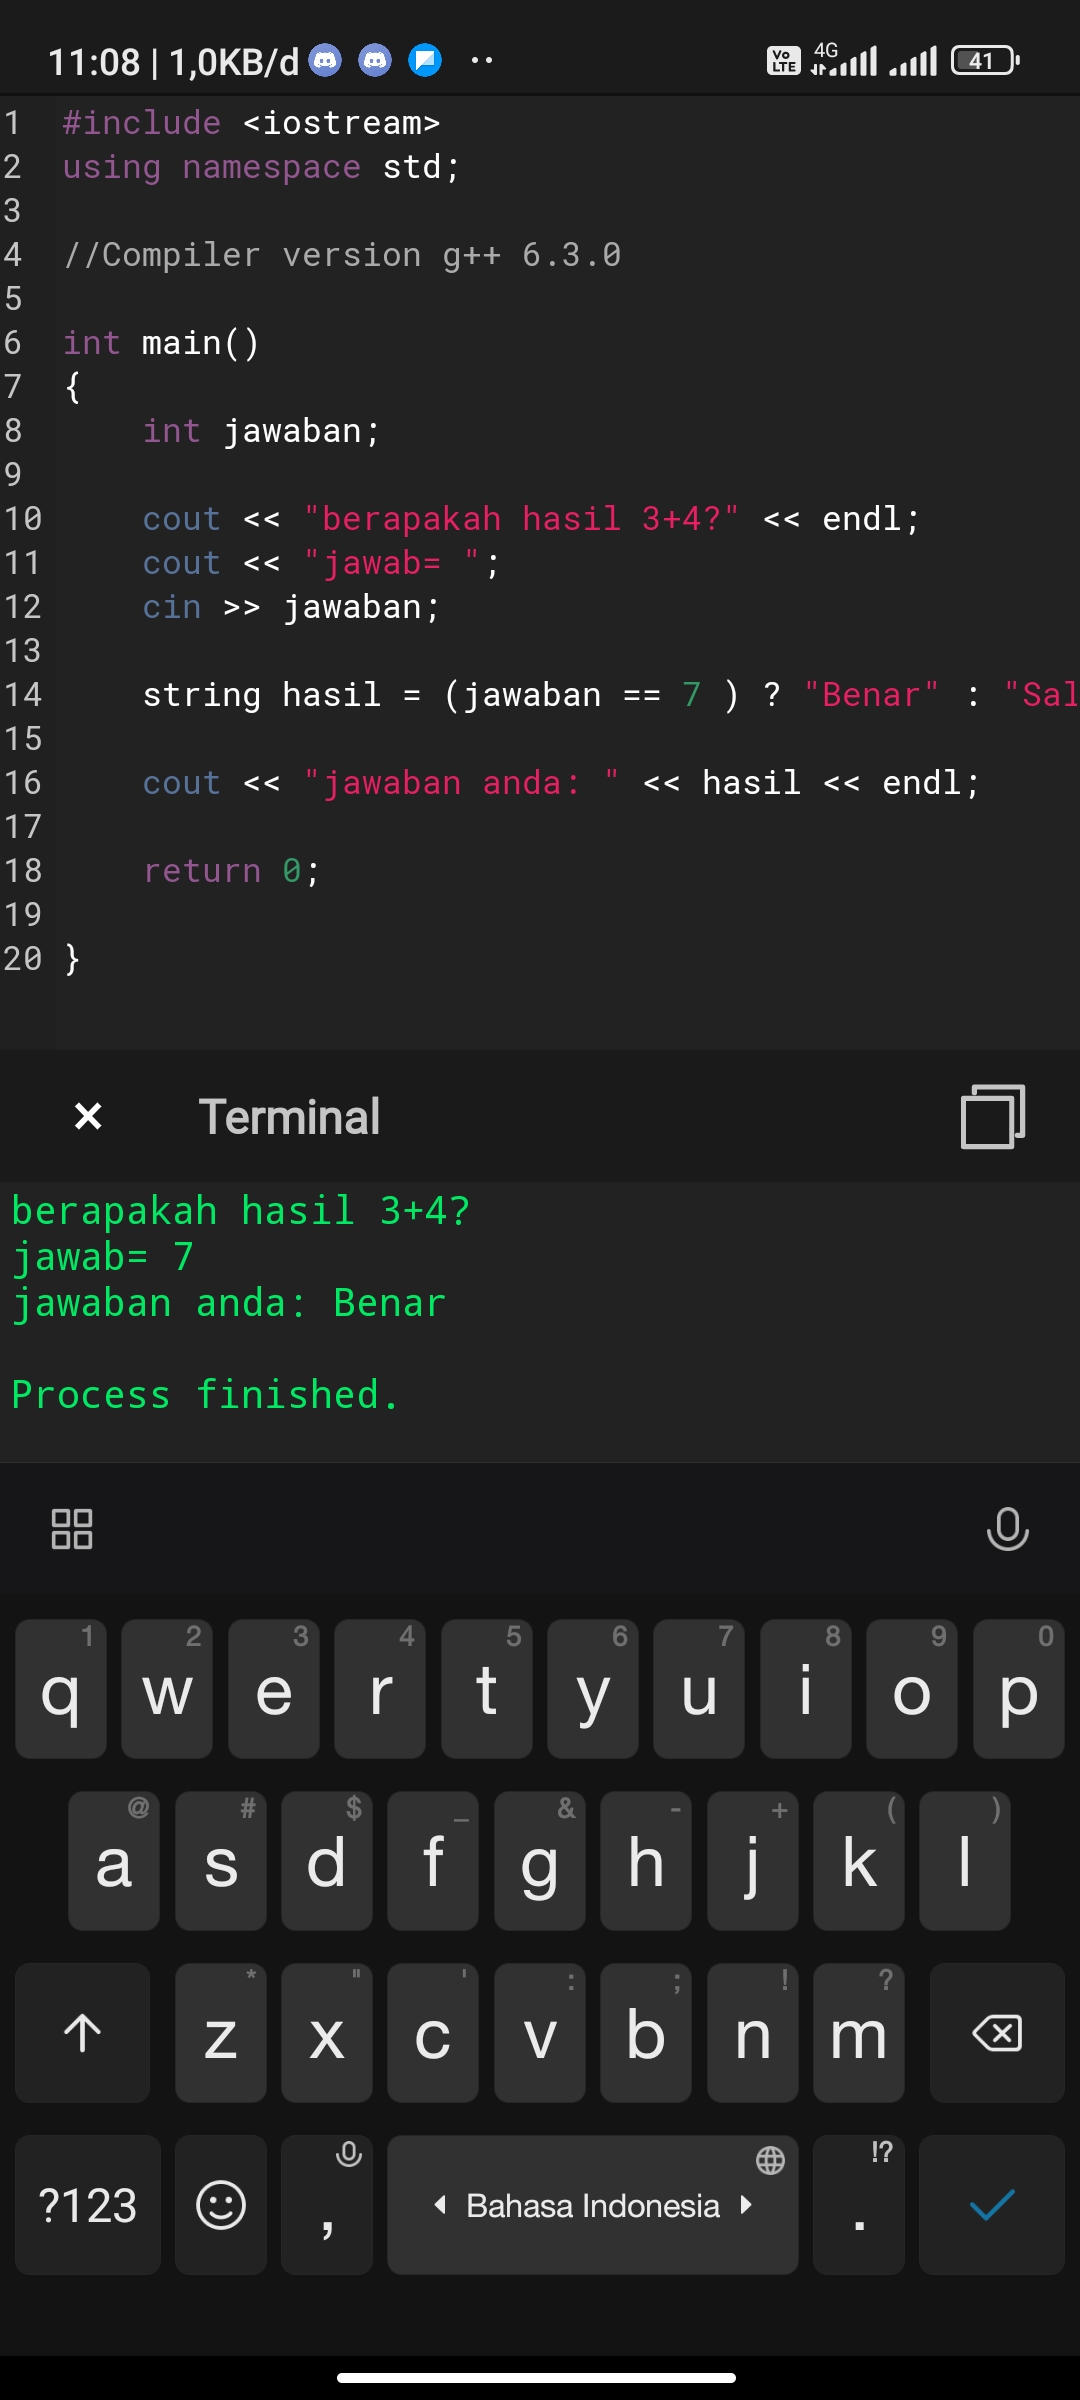 11:08 | 1,0KB/d ·· Vo LTE 4G 41
1 #include <iostream>
2 using namespace std;
3
4 //Compiler version g++ 6.3.0
5
6 int main()
7 {
8 int jawaban;
9
10 cout << "berapakah hasil 3+4?" << endl;
11 cout << "jawab= ";
12 cin >> jawaban;
13
14 string hasil = (jawaban == 7 ) ? "Benar" : "Sal
15
16 cout << "jawaban anda: " << hasil << endl;
17
18 return 0;
19
20 }
× Terminal
berapakah hasil 3+4?
jawab= 7
jawaban anda: Benar
Process finished.
1 2 3 4 5 6 7 8 9 0
q w e r t y u i o p
@ # $ _ & - + ( )
a s d f g h j k l
* " ' : ; ! ?
z x c v b n m
!?
?123 , Bahasa Indonesia .